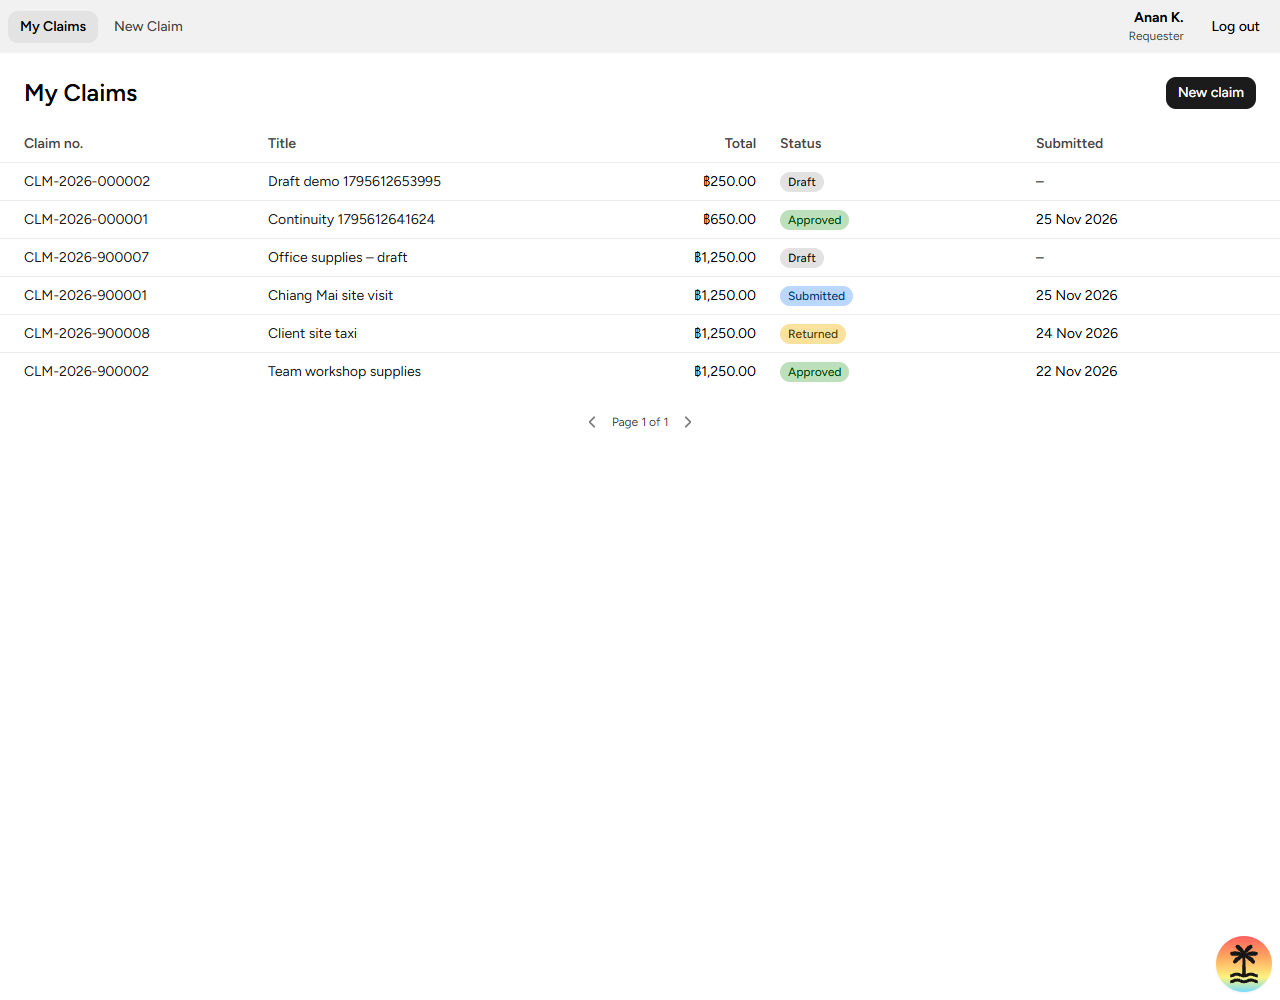 My Claims
New Claim
Anan K.
Requester
Log out
My Claims
New claim
Claim no. Title Total Status Submitted
CLM-2026-000002 Draft demo 1795612653995 ฿250.00 Draft –
CLM-2026-000001 Continuity 1795612641624 ฿650.00 Approved 25 Nov 2026
CLM-2026-900007 Office supplies – draft ฿1,250.00 Draft –
CLM-2026-900001 Chiang Mai site visit ฿1,250.00 Submitted 25 Nov 2026
CLM-2026-900008 Client site taxi ฿1,250.00 Returned 24 Nov 2026
CLM-2026-900002 Team workshop supplies ฿1,250.00 Approved 22 Nov 2026
Page 1 of 1